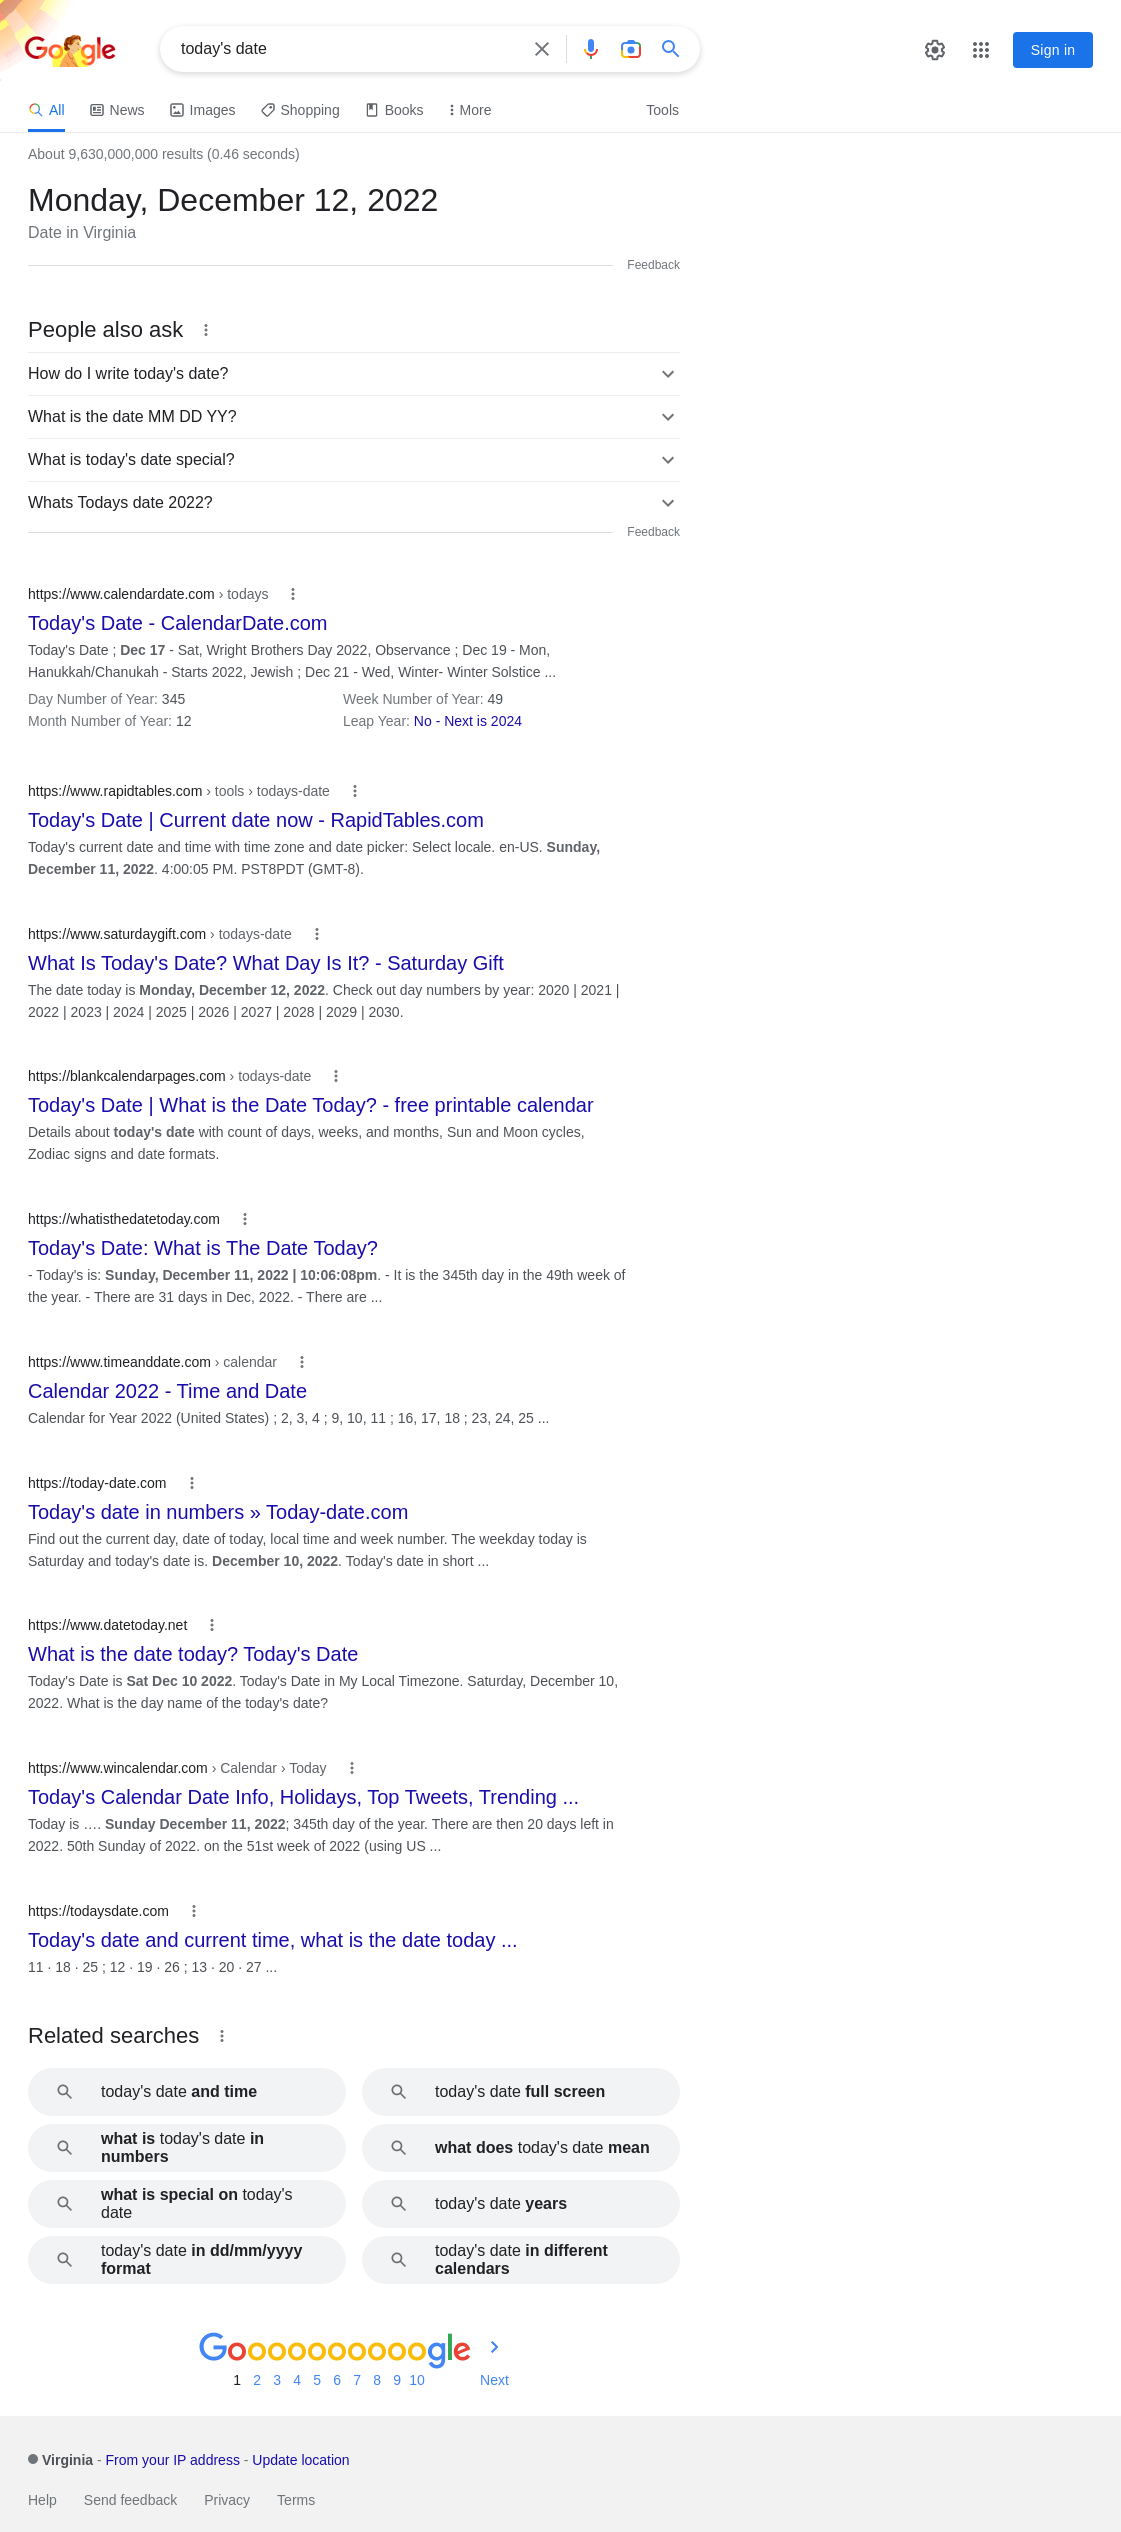 Google
today's date
Sign in
All
News
Images
Shopping
Books
More
Tools
About 9,630,000,000 results (0.46 seconds)
Monday, December 12, 2022
Date in Virginia
Feedback
People also ask
How do I write today's date?
What is the date MM DD YY?
What is today's date special?
Whats Todays date 2022?
Feedback
https://www.calendardate.com › todays
Today's Date - CalendarDate.com
Today's Date ; Dec 17 - Sat, Wright Brothers Day 2022, Observance ; Dec 19 - Mon,
Hanukkah/Chanukah - Starts 2022, Jewish ; Dec 21 - Wed, Winter- Winter Solstice ...
Day Number of Year: 345
Week Number of Year: 49
Month Number of Year: 12
Leap Year: No - Next is 2024
https://www.rapidtables.com › tools › todays-date
Today's Date | Current date now - RapidTables.com
Today's current date and time with time zone and date picker: Select locale. en-US. Sunday,
December 11, 2022. 4:00:05 PM. PST8PDT (GMT-8).
https://www.saturdaygift.com › todays-date
What Is Today's Date? What Day Is It? - Saturday Gift
The date today is Monday, December 12, 2022. Check out day numbers by year: 2020 | 2021 |
2022 | 2023 | 2024 | 2025 | 2026 | 2027 | 2028 | 2029 | 2030.
https://blankcalendarpages.com › todays-date
Today's Date | What is the Date Today? - free printable calendar
Details about today's date with count of days, weeks, and months, Sun and Moon cycles,
Zodiac signs and date formats.
https://whatisthedatetoday.com
Today's Date: What is The Date Today?
- Today's is: Sunday, December 11, 2022 | 10:06:08pm. - It is the 345th day in the 49th week of
the year. - There are 31 days in Dec, 2022. - There are ...
https://www.timeanddate.com › calendar
Calendar 2022 - Time and Date
Calendar for Year 2022 (United States) ; 2, 3, 4 ; 9, 10, 11 ; 16, 17, 18 ; 23, 24, 25 ...
https://today-date.com
Today's date in numbers » Today-date.com
Find out the current day, date of today, local time and week number. The weekday today is
Saturday and today's date is. December 10, 2022. Today's date in short ...
https://www.datetoday.net
What is the date today? Today's Date
Today's Date is Sat Dec 10 2022. Today's Date in My Local Timezone. Saturday, December 10,
2022. What is the day name of the today's date?
https://www.wincalendar.com › Calendar › Today
Today's Calendar Date Info, Holidays, Top Tweets, Trending ...
Today is …. Sunday December 11, 2022; 345th day of the year. There are then 20 days left in
2022. 50th Sunday of 2022. on the 51st week of 2022 (using US ...
https://todaysdate.com
Today's date and current time, what is the date today ...
11 · 18 · 25 ; 12 · 19 · 26 ; 13 · 20 · 27 ...
Related searches
today's date and time
today's date full screen
what is today's date in
numbers
what does today's date mean
what is special on today's
date
today's date years
today's date in dd/mm/yyyy
format
today's date in different
calendars
Goooooooooogle
1 2 3 4 5 6 7 8 9 10 Next
Virginia - From your IP address - Update location
Help
Send feedback
Privacy
Terms